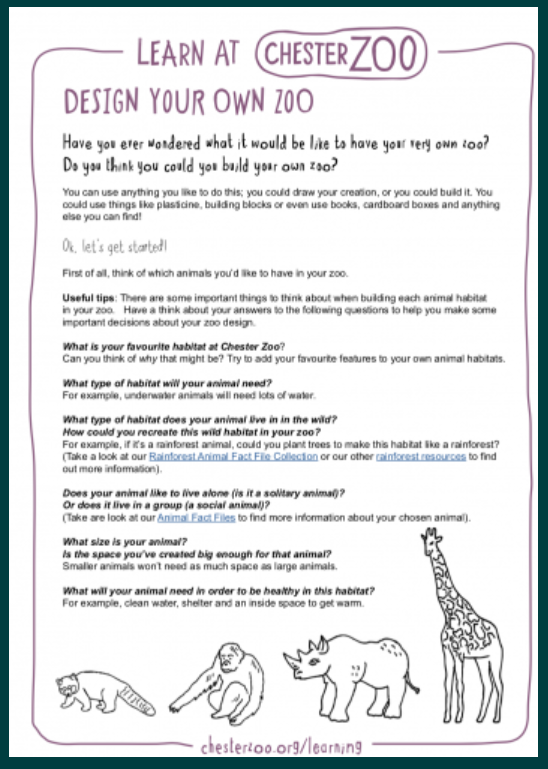 LEARN AT CHESTER ZOO
DESIGN YOUR OWN ZOO
Have you ever wondered what it would be like to have your very own zoo?
Do you think you could you build your own zoo?
You can use anything you like to do this; you could draw your creation, or you could build it. You
could use things like plasticine, building blocks or even use books, cardboard boxes and anything
else you can find!
Ok, let's get started!
First of all, think of which animals you'd like to have in your zoo.
Useful tips: There are some important things to think about when building each animal habitat
in your zoo. Have a think about your answers to the following questions to help you make some
important decisions about your zoo design.
What is your favourite habitat at Chester Zoo?
Can you think of why that might be? Try to add your favourite features to your own animal habitats.
What type of habitat will your animal need?
For example, underwater animals will need lots of water.
What type of habitat does your animal live in in the wild?
How could you recreate this wild habitat in your zoo?
For example, if it's a rainforest animal, could you plant trees to make this habitat like a rainforest?
(Take a look at our Rainforest Animal Fact File Collection or our other rainforest resources to find
out more information).
Does your animal like to live alone (is it a solitary animal)?
Or does it live in a group (a social animal)?
(Take are look at our Animal Fact Files to find more information about your chosen animal).
What size is your animal?
Is the space you've created big enough for that animal?
Smaller animals won't need as much space as large animals.
What will your animal need in order to be healthy in this habitat?
For example, clean water, shelter and an inside space to get warm.
chesterzoo.org/learning